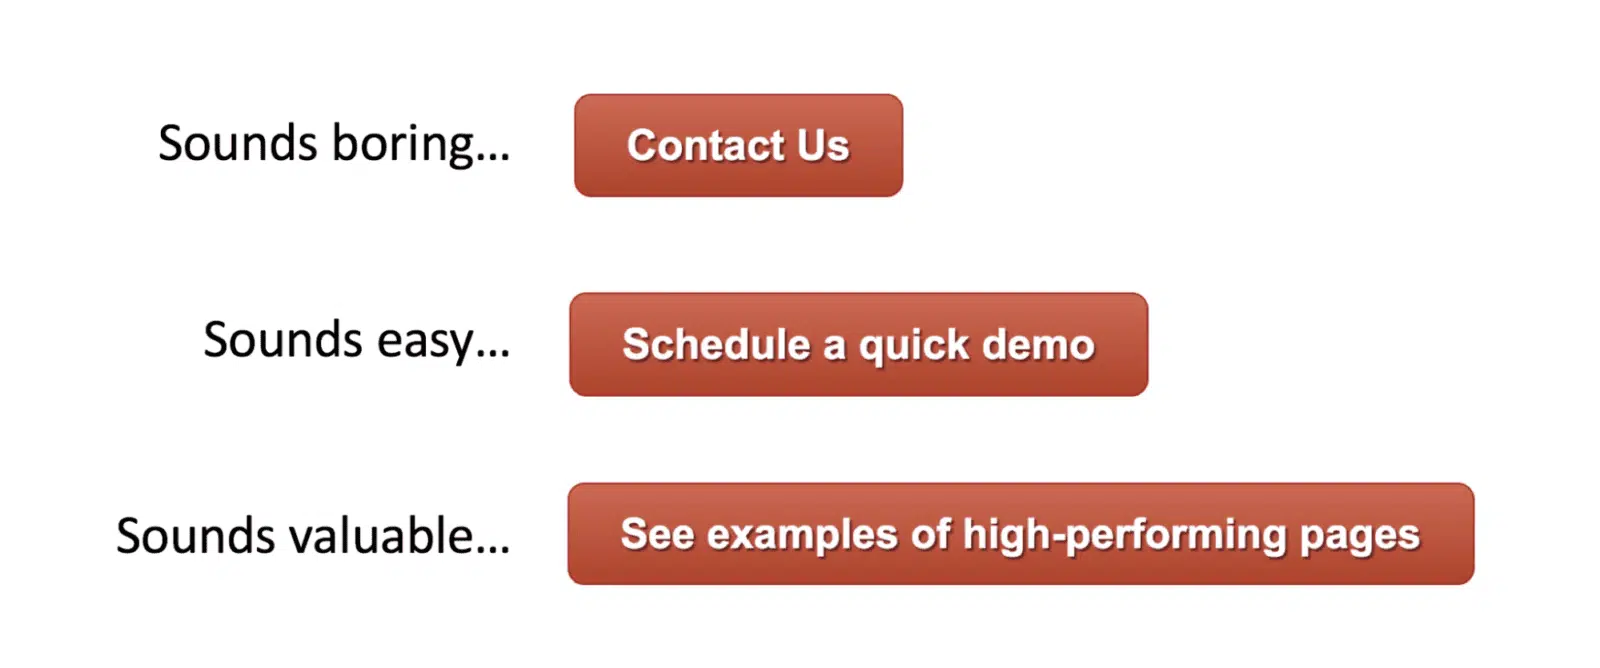 Sounds boring... Contact Us
Sounds easy... Schedule a quick demo
Sounds valuable... See examples of high-performing pages